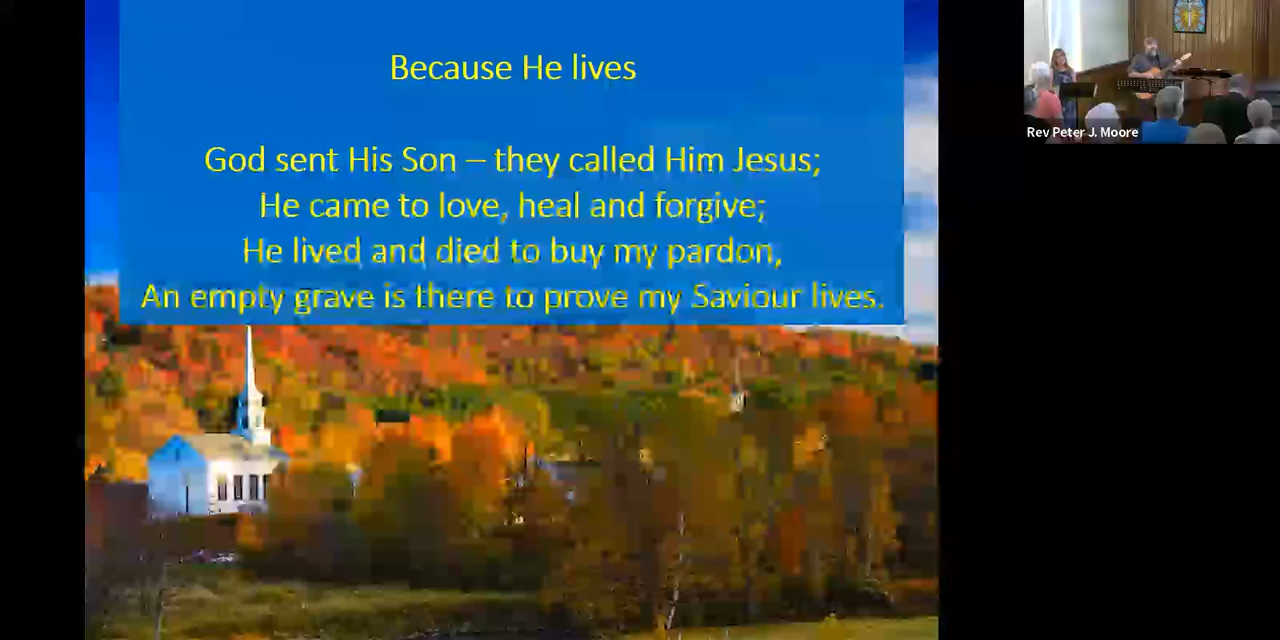 Because He lives
God sent His Son – they called Him Jesus;
He came to love, heal and forgive;
He lived and died to buy my pardon,
An empty grave is there to prove my Saviour lives.
Rev Peter J. Moore